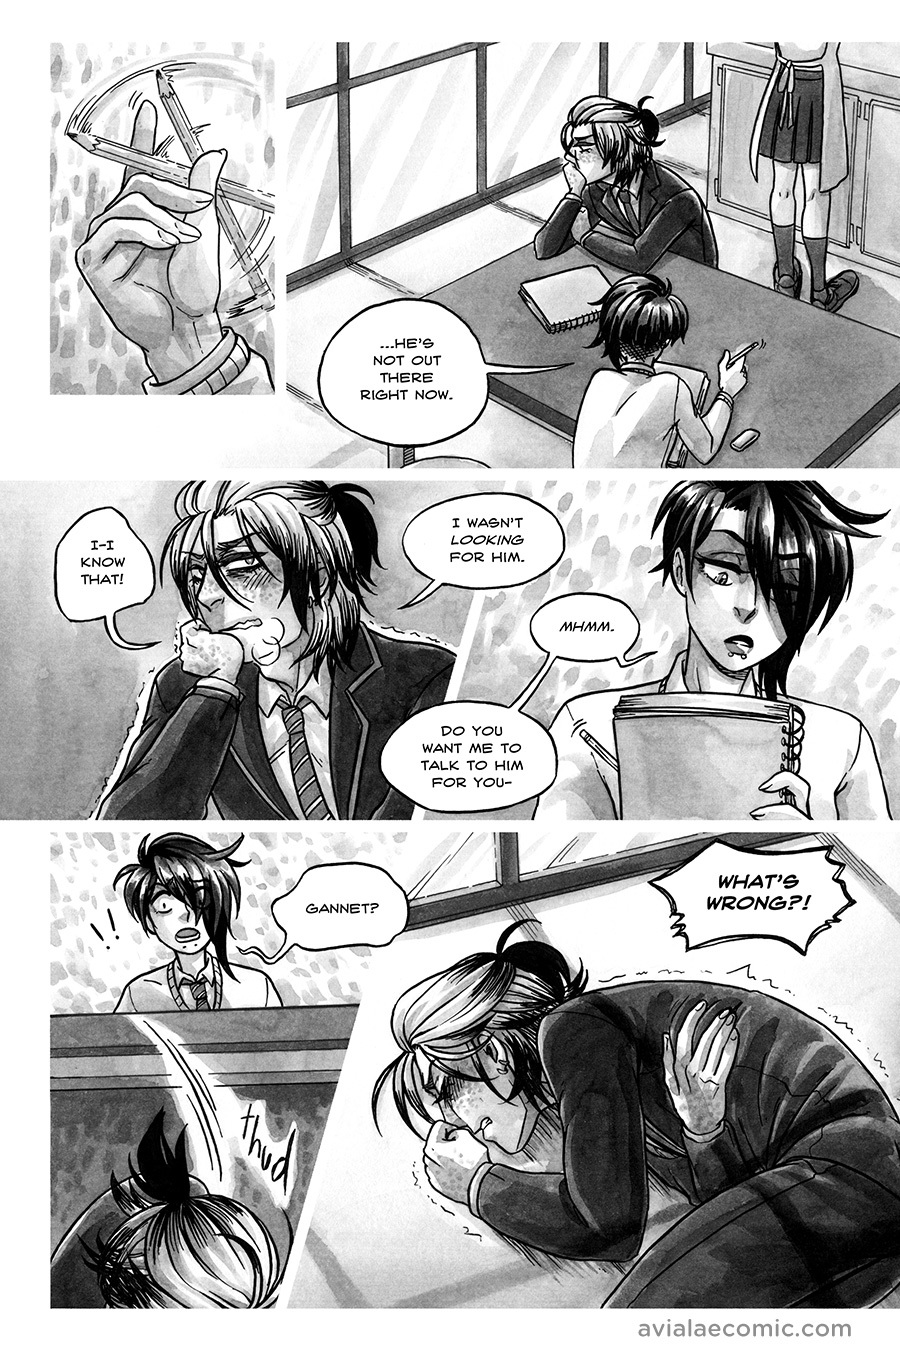 ...HE'S
NOT OUT
THERE
RIGHT NOW.
I-I
KNOW
THAT!
I WASN'T
LOOKING
FOR HIM.
MHMM.
DO YOU
WANT ME TO
TALK TO HIM
FOR YOU-
!!
GANNET?
thud
WHAT'S
WRONG?!
avialaecomic.com